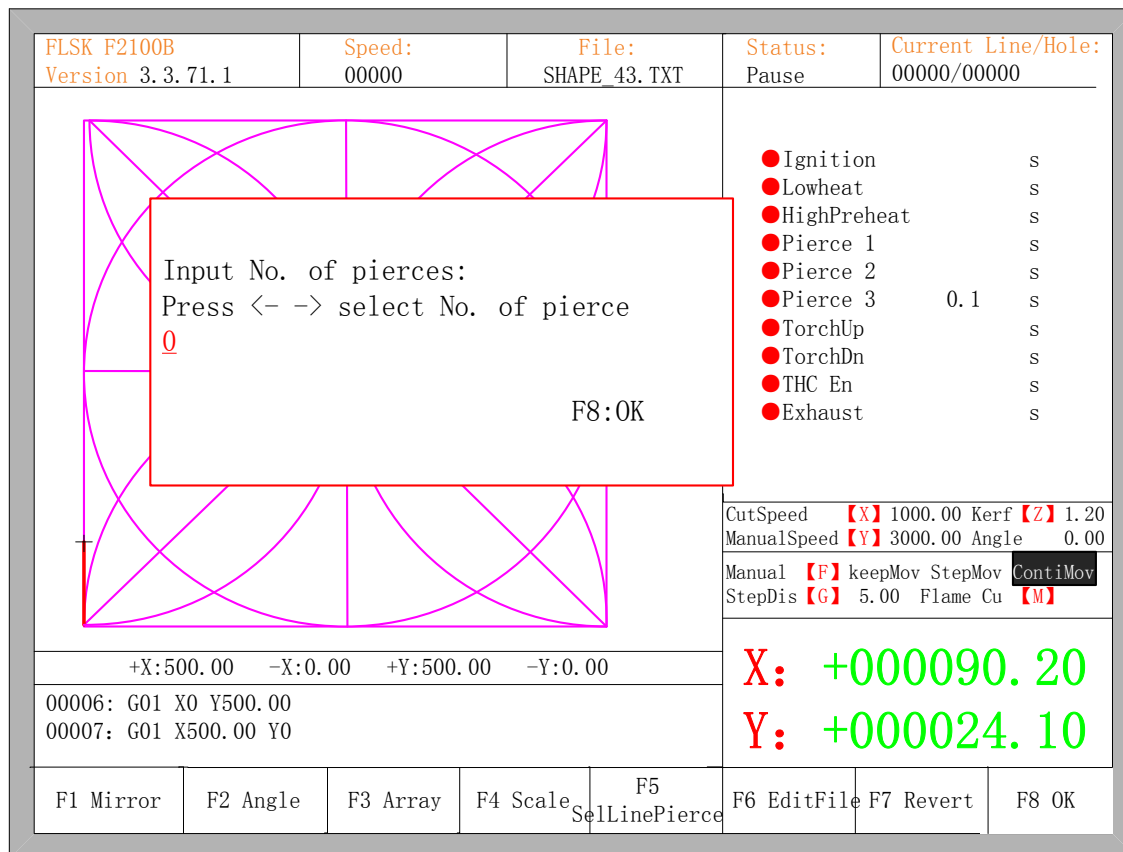 FLSK F2100B
Version 3.3.71.1
Speed:
00000
File:
SHAPE_43.TXT
Status:
Pause
Current Line/Hole:
00000/00000
Input No. of pierces:
Press <- -> select No. of pierce
0
F8:OK
Ignition s
Lowheat s
HighPreheat s
Pierce 1 s
Pierce 2 s
Pierce 3 0.1 s
TorchUp s
TorchDn s
THC En s
Exhaust s
CutSpeed 【X】 1000.00 Kerf【Z】 1.20
ManualSpeed【Y】 3000.00 Angle 0.00
Manual 【F】 keepMov StepMov ContiMov
StepDis【G】 5.00 Flame Cu 【M】
+X:500.00 -X:0.00 +Y:500.00 -Y:0.00
00006: G01 X0 Y500.00
00007: G01 X500.00 Y0
X: +000090.20
Y: +000024.10
F1 Mirror
F2 Angle
F3 Array
F4 Scale
F5
SelLinePierce
F6 EditFile
F7 Revert
F8 OK